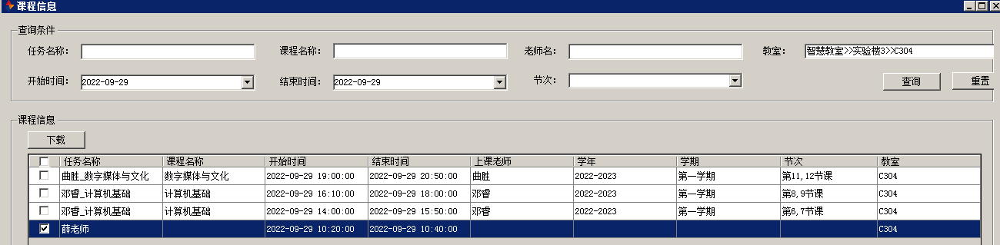 课程信息
查询条件
任务名称： 课程名称： 老师名： 教室： 智慧教室>>实验楼3>>C304
开始时间： 2022-09-29 结束时间： 2022-09-29 节次： 查询 重置
课程信息
下载
任务名称 课程名称 开始时间 结束时间 上课老师 学年 学期 节次 教室
曲胜_数字媒体与文化 数字媒体与文化 2022-09-29 19:00:00 2022-09-29 20:50:00 曲胜 2022-2023 第一学期 第11,12节课 C304
邓睿_计算机基础 计算机基础 2022-09-29 16:10:00 2022-09-29 18:00:00 邓睿 2022-2023 第一学期 第8,9节课 C304
邓睿_计算机基础 计算机基础 2022-09-29 14:00:00 2022-09-29 15:50:00 邓睿 2022-2023 第一学期 第6,7节课 C304
薛老师 2022-09-29 10:20:00 2022-09-29 10:40:00 C304